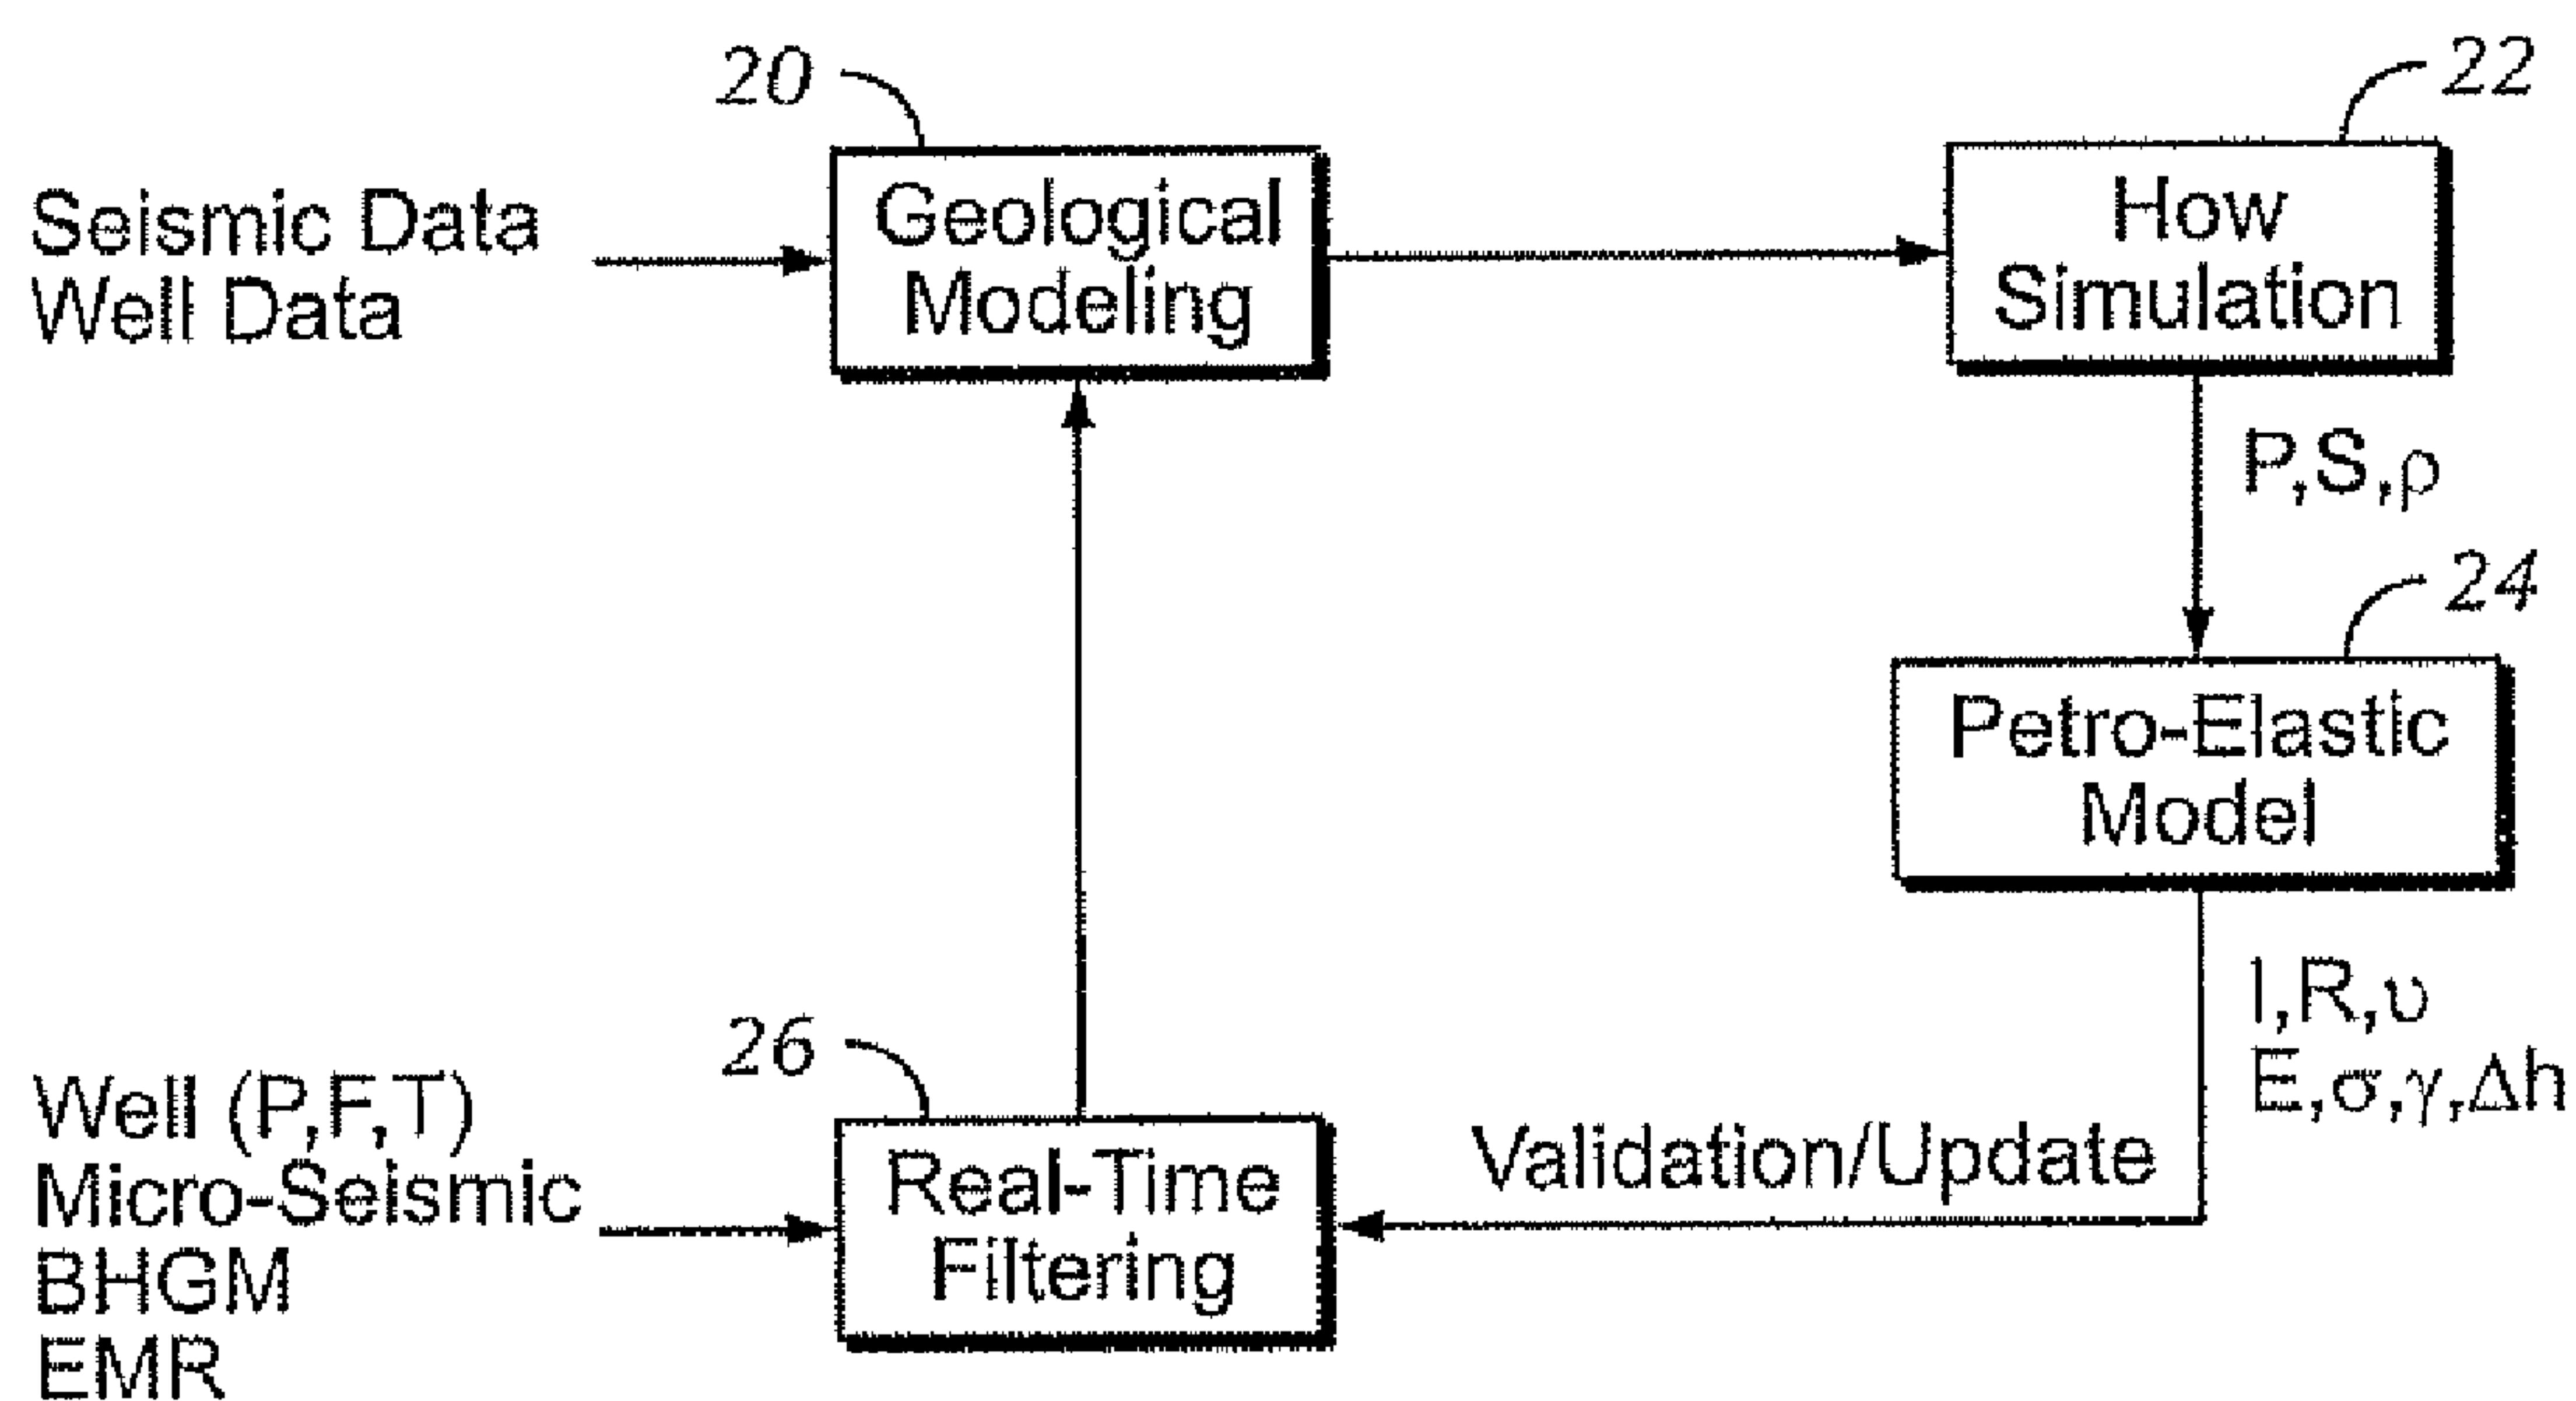 20
22
Seismic Data
Well Data
Geological
Modeling
How
Simulation
P,S,ρ
24
Petro-Elastic
Model
I,R,υ
E,σ,γ,Δh
26
Well (P,F,T)
Micro-Seismic
BHGM
EMR
Real-Time
Filtering
Validation/Update